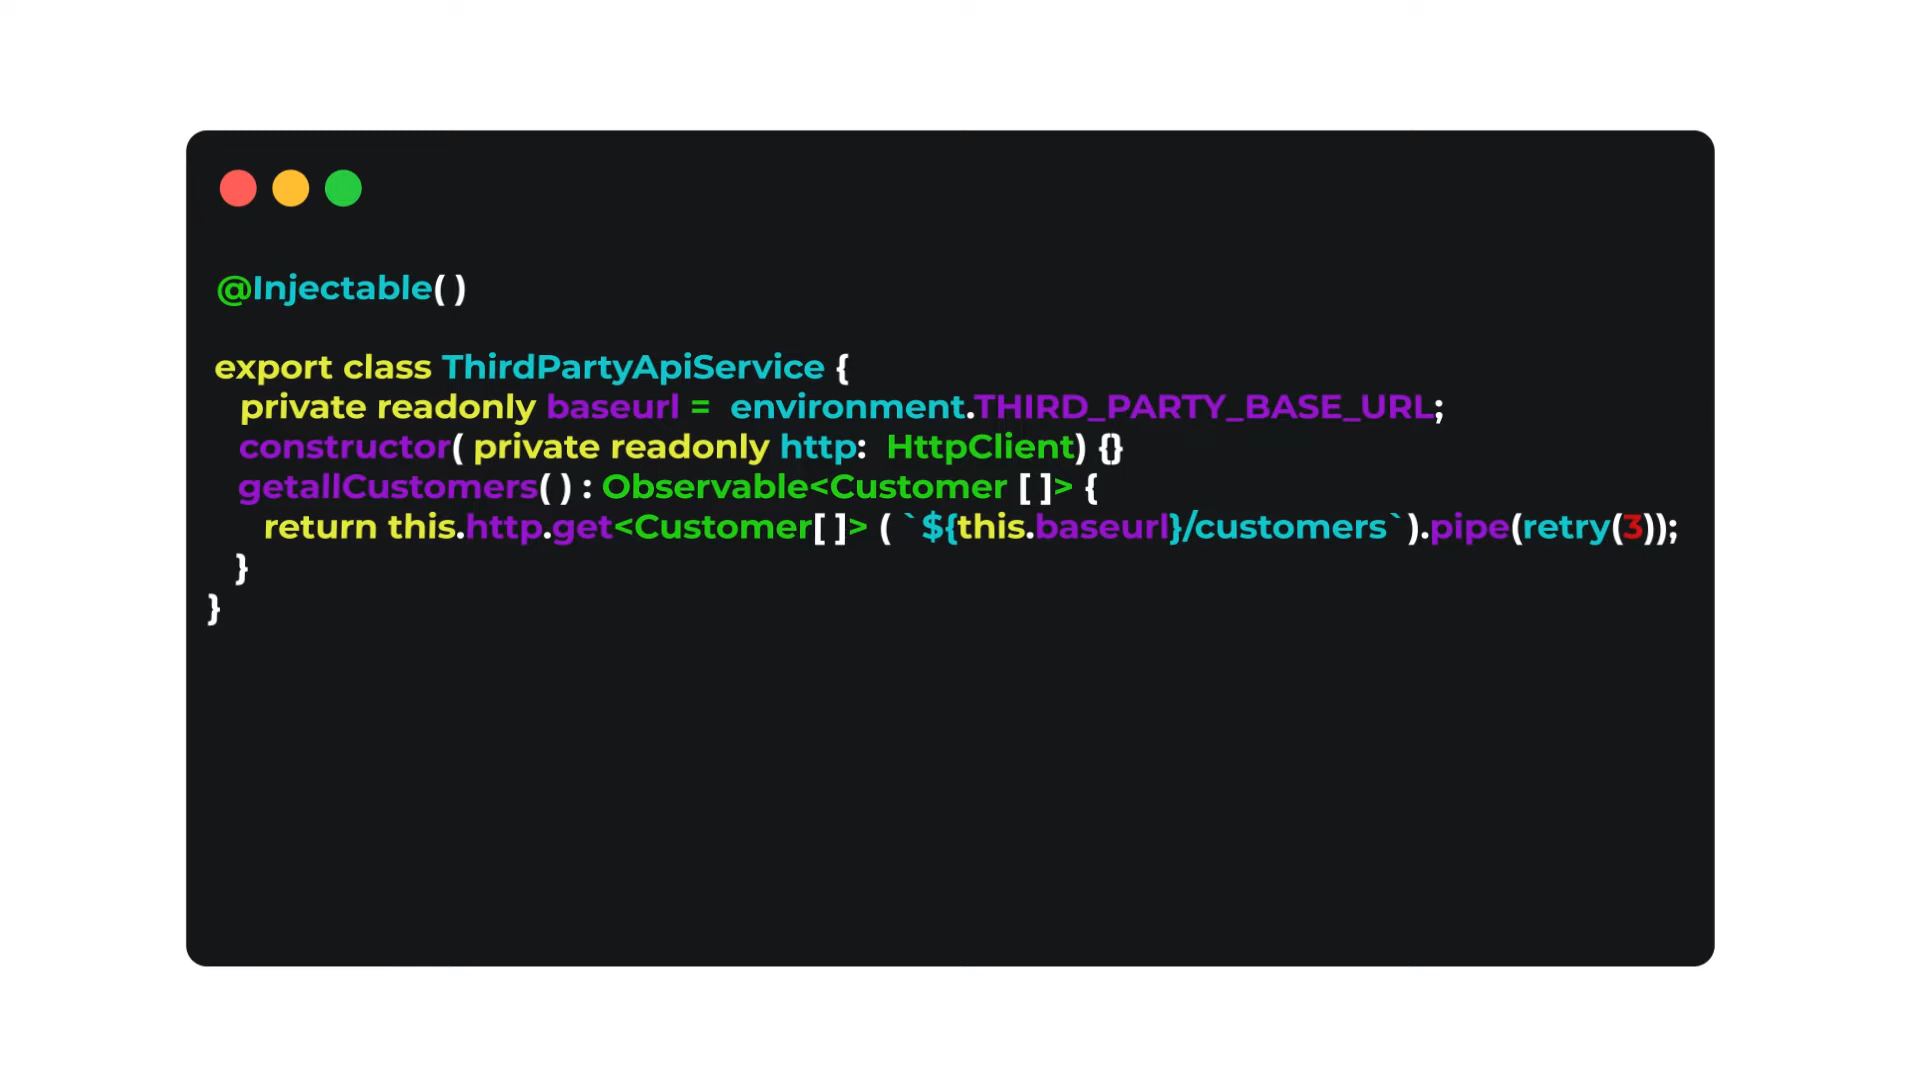 @Injectable( )
export class ThirdPartyApiService {
private readonly baseurl = environment.THIRD_PARTY_BASE_URL;
constructor( private readonly http: HttpClient) {}
getallCustomers( ) : Observable<Customer [ ]> {
return this.http.get<Customer[ ]> ( `${this.baseurl}/customers`).pipe(retry(3));
}
}